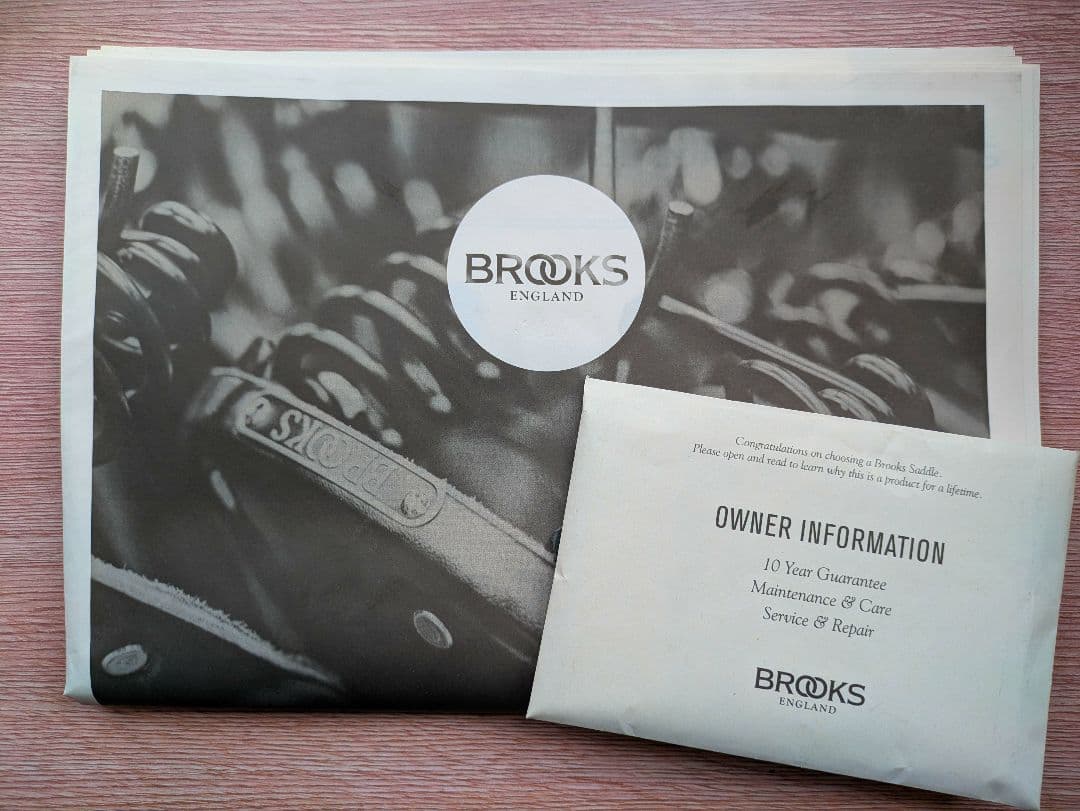 BROOKS
ENGLAND
BROOKS
Congratulations on choosing a Brooks Saddle.
Please open and read to learn why this is a product for a lifetime.
OWNER INFORMATION
10 Year Guarantee
Maintenance & Care
Service & Repair
BROOKS
ENGLAND